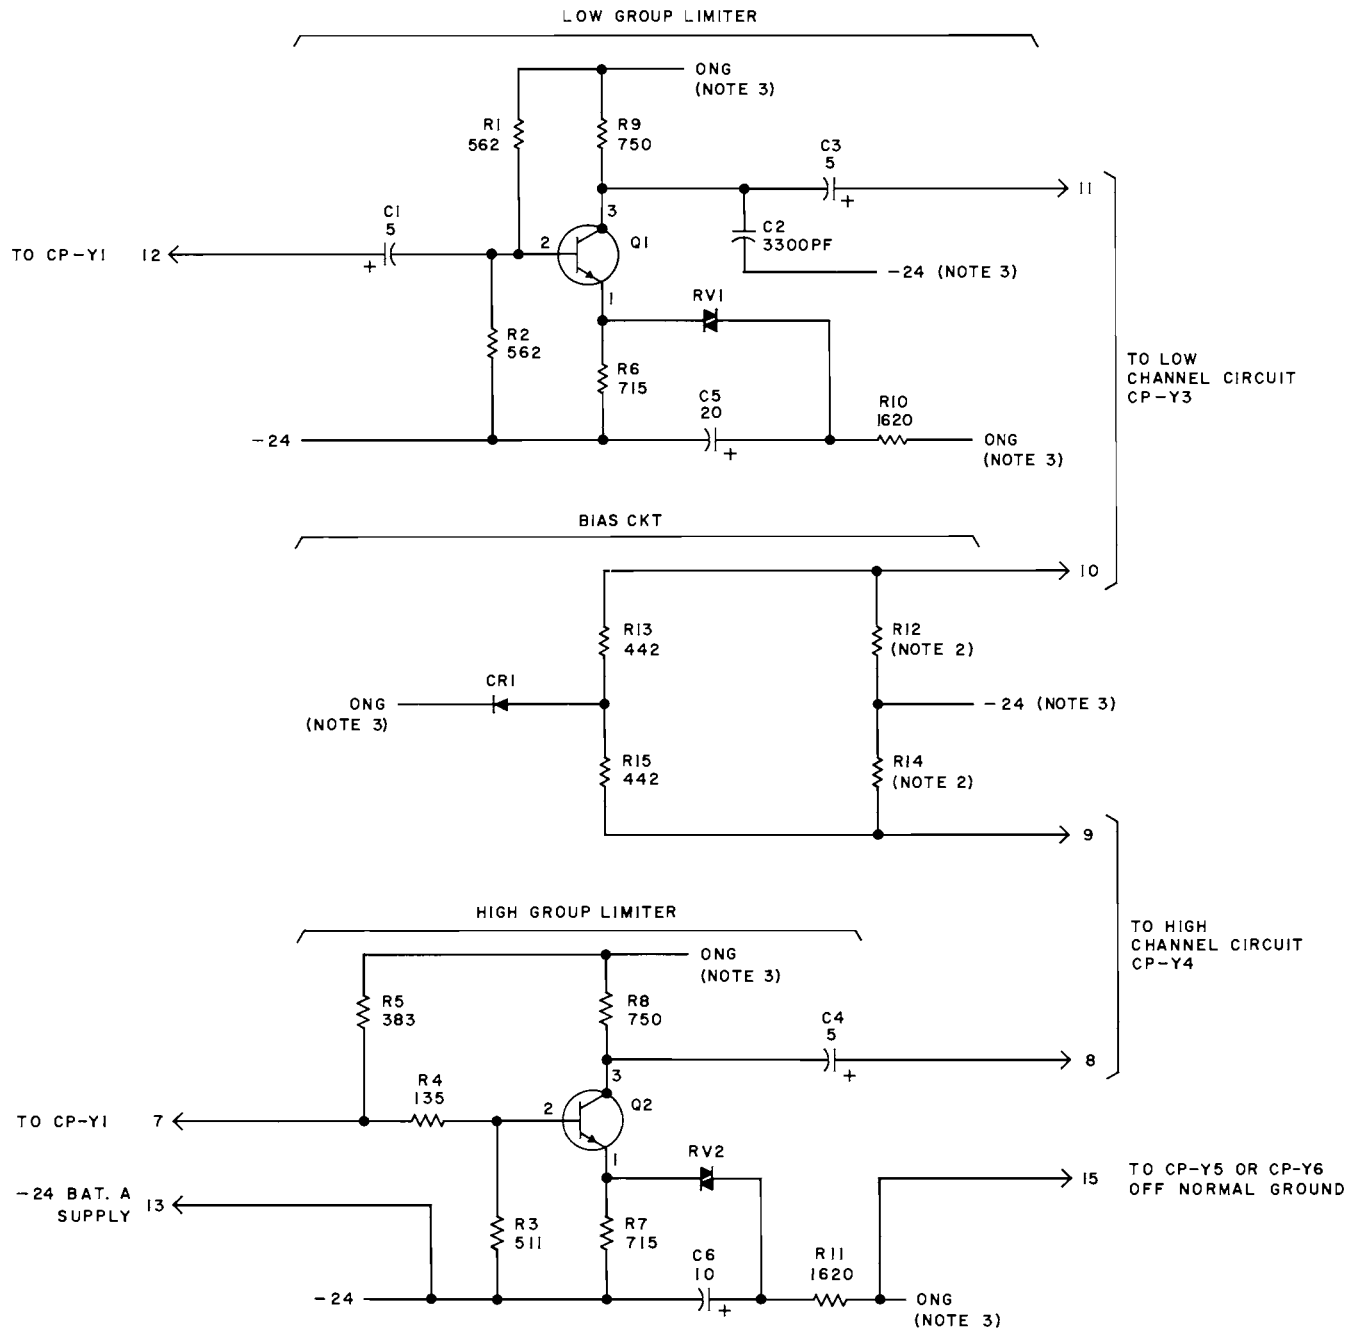 LOW GROUP LIMITER
ONG
(NOTE 3)
R1
562
R9
750
C3
5
11
3
C1
5
+
+
C2
3300PF
TO CP-Y1 12
2
Q1
-24 (NOTE 3)
1
RV1
R2
562
TO LOW
CHANNEL CIRCUIT
CP-Y3
R6
715
C5
20
R10
1620
-24
+
ONG
(NOTE 3)
BIAS CKT
10
R13
442
R12
(NOTE 2)
CR1
ONG
(NOTE 3)
-24 (NOTE 3)
R15
442
R14
(NOTE 2)
9
HIGH GROUP LIMITER
TO HIGH
CHANNEL CIRCUIT
CP-Y4
ONG
(NOTE 3)
R5
383
R8
750
C4
5
8
+
3
R4
135
2
Q2
TO CP-Y1 7
1
RV2
15
TO CP-Y5 OR CP-Y6
OFF NORMAL GROUND
-24 BAT. A
SUPPLY
13
R3
511
R7
715
C6
10
R11
1620
-24
+
ONG
(NOTE 3)